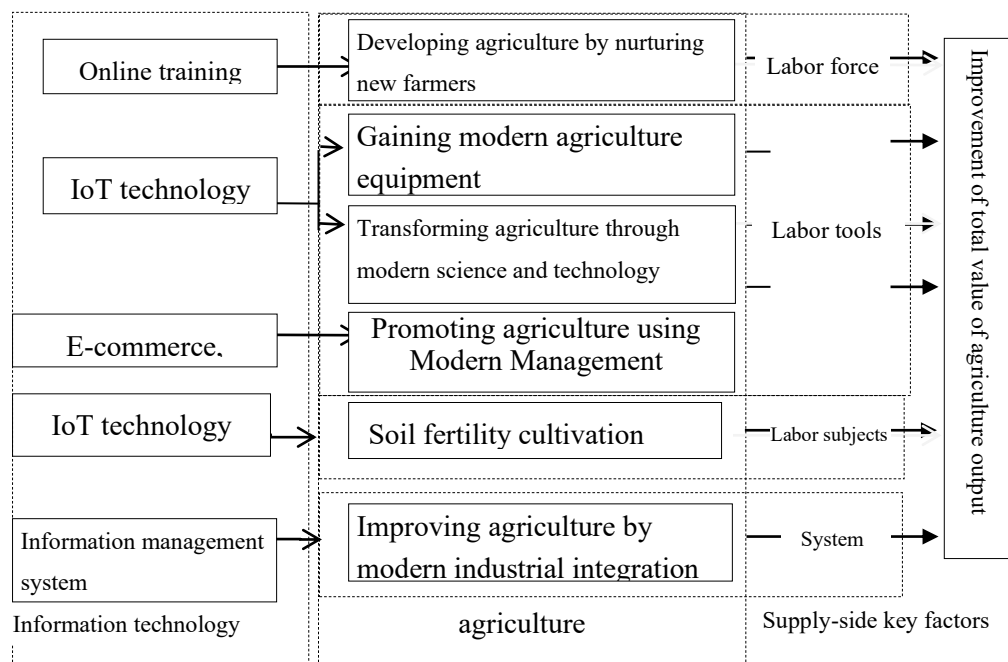 Online training
Developing agriculture by nurturing
new farmers
Labor force
IoT technology
Gaining modern agriculture
equipment
Transforming agriculture through
modern science and technology
Labor tools
E-commerce,
Promoting agriculture using
Modern Management
IoT technology
Soil fertility cultivation
Labor subjects
Information management
system
Improving agriculture by
modern industrial integration
System
Improvement of total value of agriculture output
Information technology
agriculture
Supply-side key factors